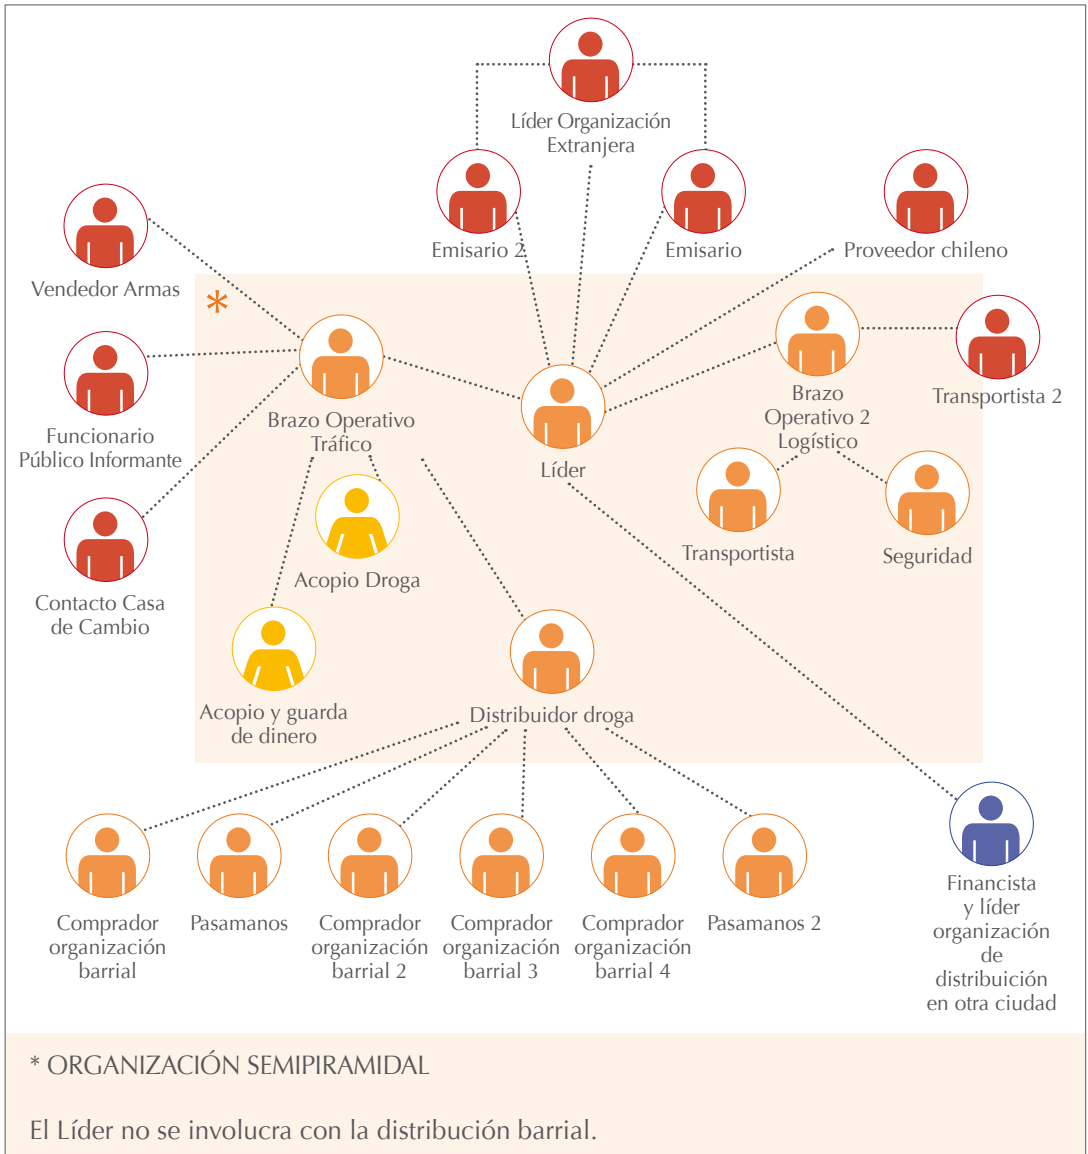 Líder Organización
Extranjera
Emisario 2
Emisario
Proveedor chileno
Vendedor Armas
*
Funcionario
Público Informante
Brazo Operativo
Tráfico
Líder
Brazo
Operativo 2
Logístico
Transportista 2
Transportista
Seguridad
Contacto Casa
de Cambio
Acopio Droga
Acopio y guarda
de dinero
Distribuidor droga
Comprador
organización
barrial
Pasamanos
Comprador
organización
barrial 2
Comprador
organización
barrial 3
Comprador
organización
barrial 4
Pasamanos 2
Financista
y líder
organización
de
distribuición
en otra ciudad
* ORGANIZACIÓN SEMIPIRAMIDAL
El Líder no se involucra con la distribución barrial.